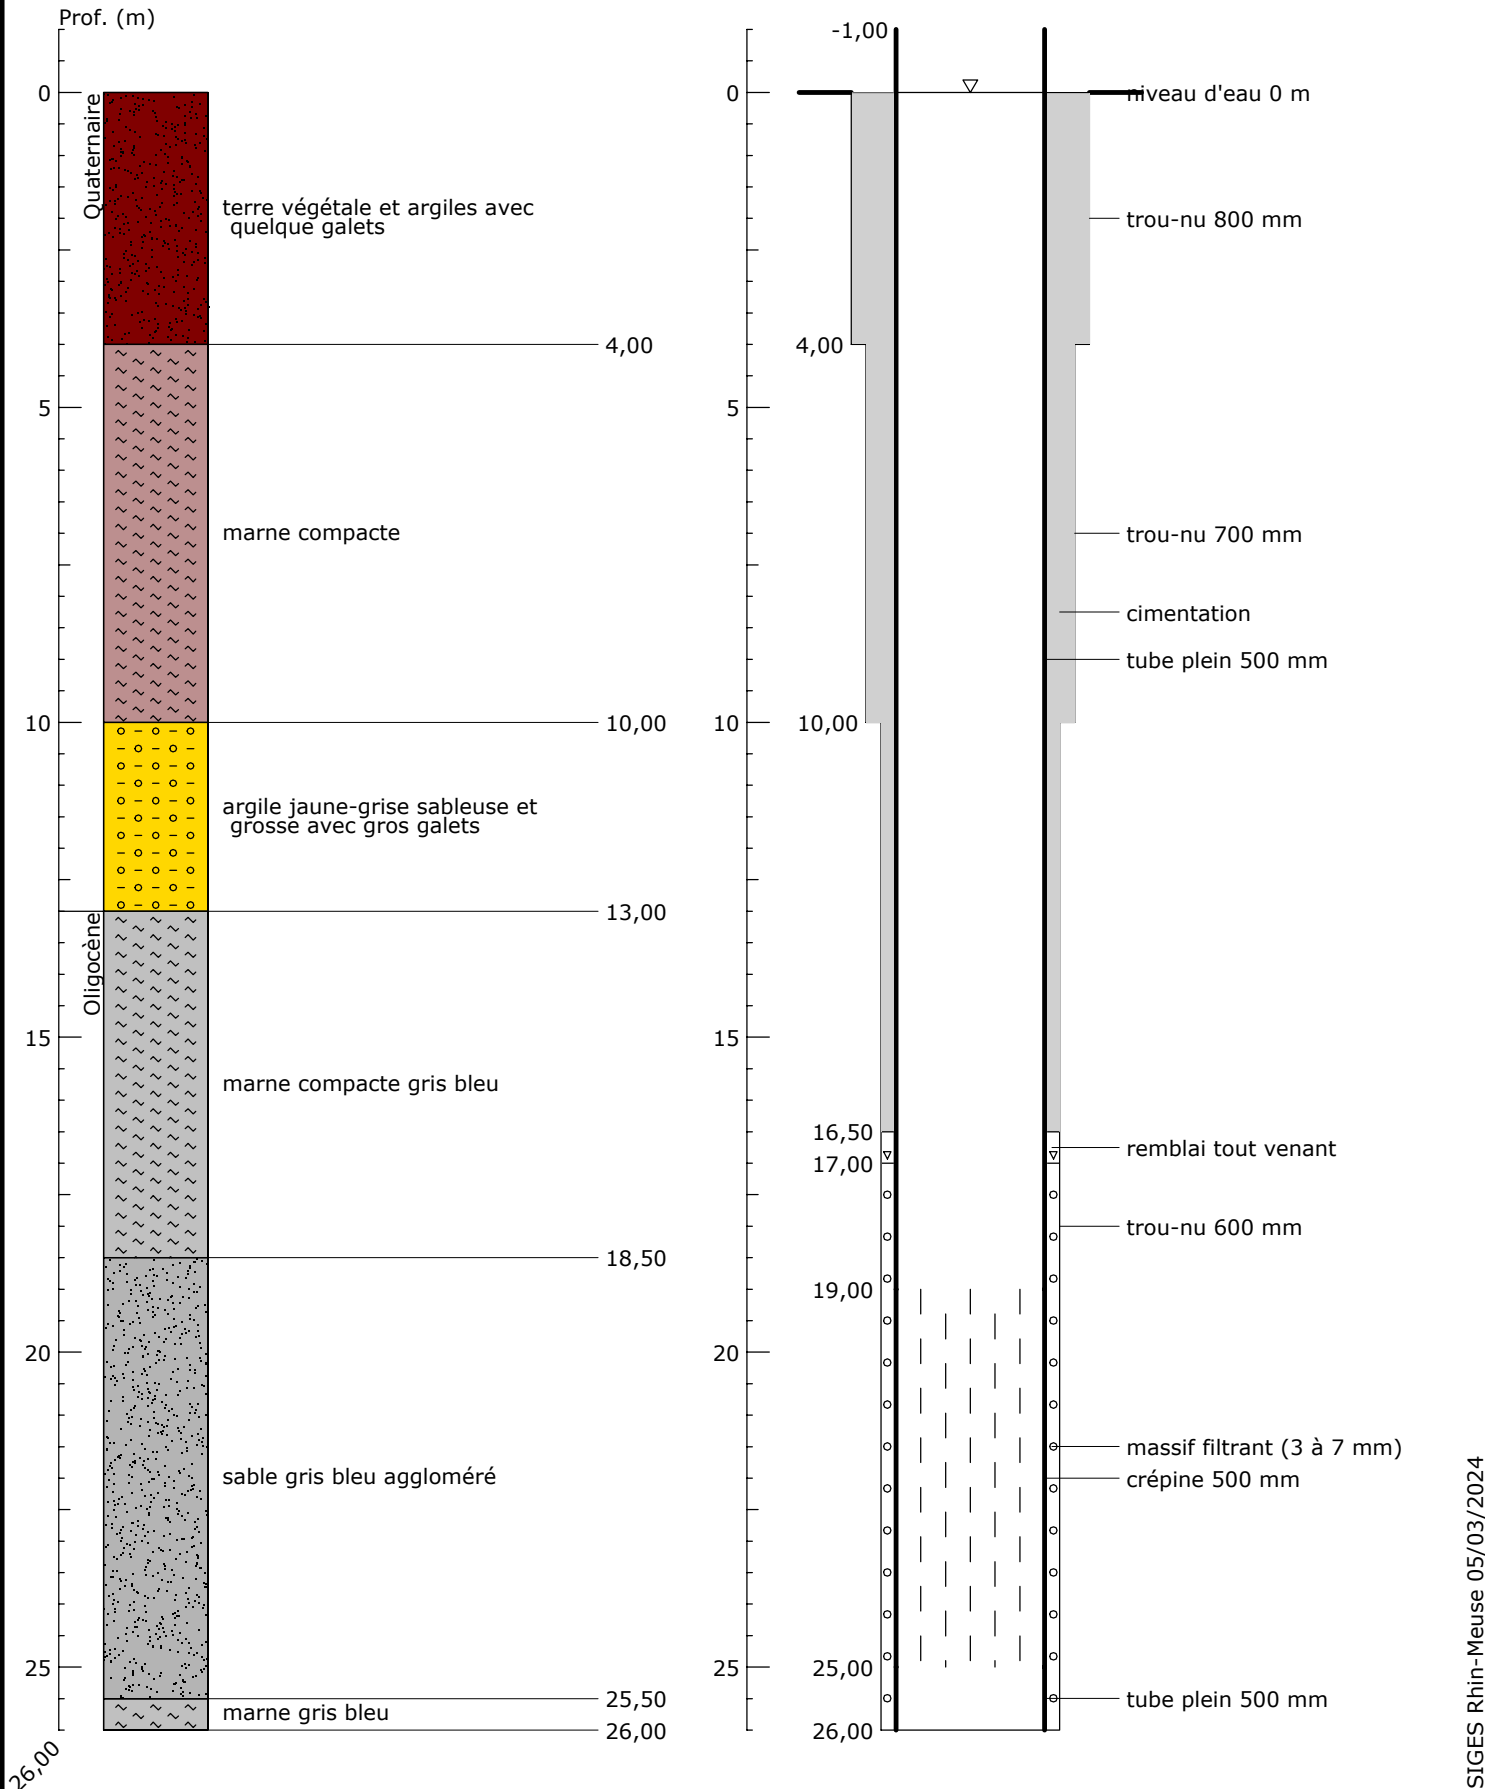 Prof. (m)
0
5
10
15
20
25
26,00
Quaternaire
Oligocène
terre végétale et argiles avec
quelque galets
4,00
marne compacte
10,00
argile jaune-grise sableuse et
grosse avec gros galets
13,00
marne compacte gris bleu
18,50
sable gris bleu aggloméré
25,50
marne gris bleu
26,00
0
5
10
15
20
25
-1,00
4,00
10,00
16,50
17,00
19,00
25,00
26,00
niveau d'eau 0 m
trou-nu 800 mm
trou-nu 700 mm
cimentation
tube plein 500 mm
remblai tout venant
trou-nu 600 mm
massif filtrant (3 à 7 mm)
crépine 500 mm
tube plein 500 mm
SIGES Rhin-Meuse 05/03/2024